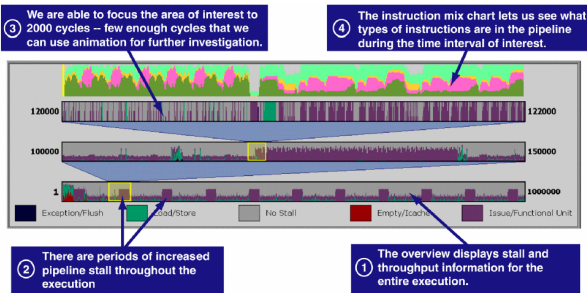 3 We are able to focus the area of interest to
2000 cycles -- few enough cycles that we
can use animation for further investigation.
4 The instruction mix chart lets us see what
types of instructions are in the pipeline
during the time interval of interest.
120000 122000
100000 150000
1 1000000
Exception/Flush Load/Store No Stall Empty/Icache Issue/Functional Unit
2 There are periods of increased
pipeline stall throughout the
execution
1 The overview displays stall and
throughput information for the
entire execution.